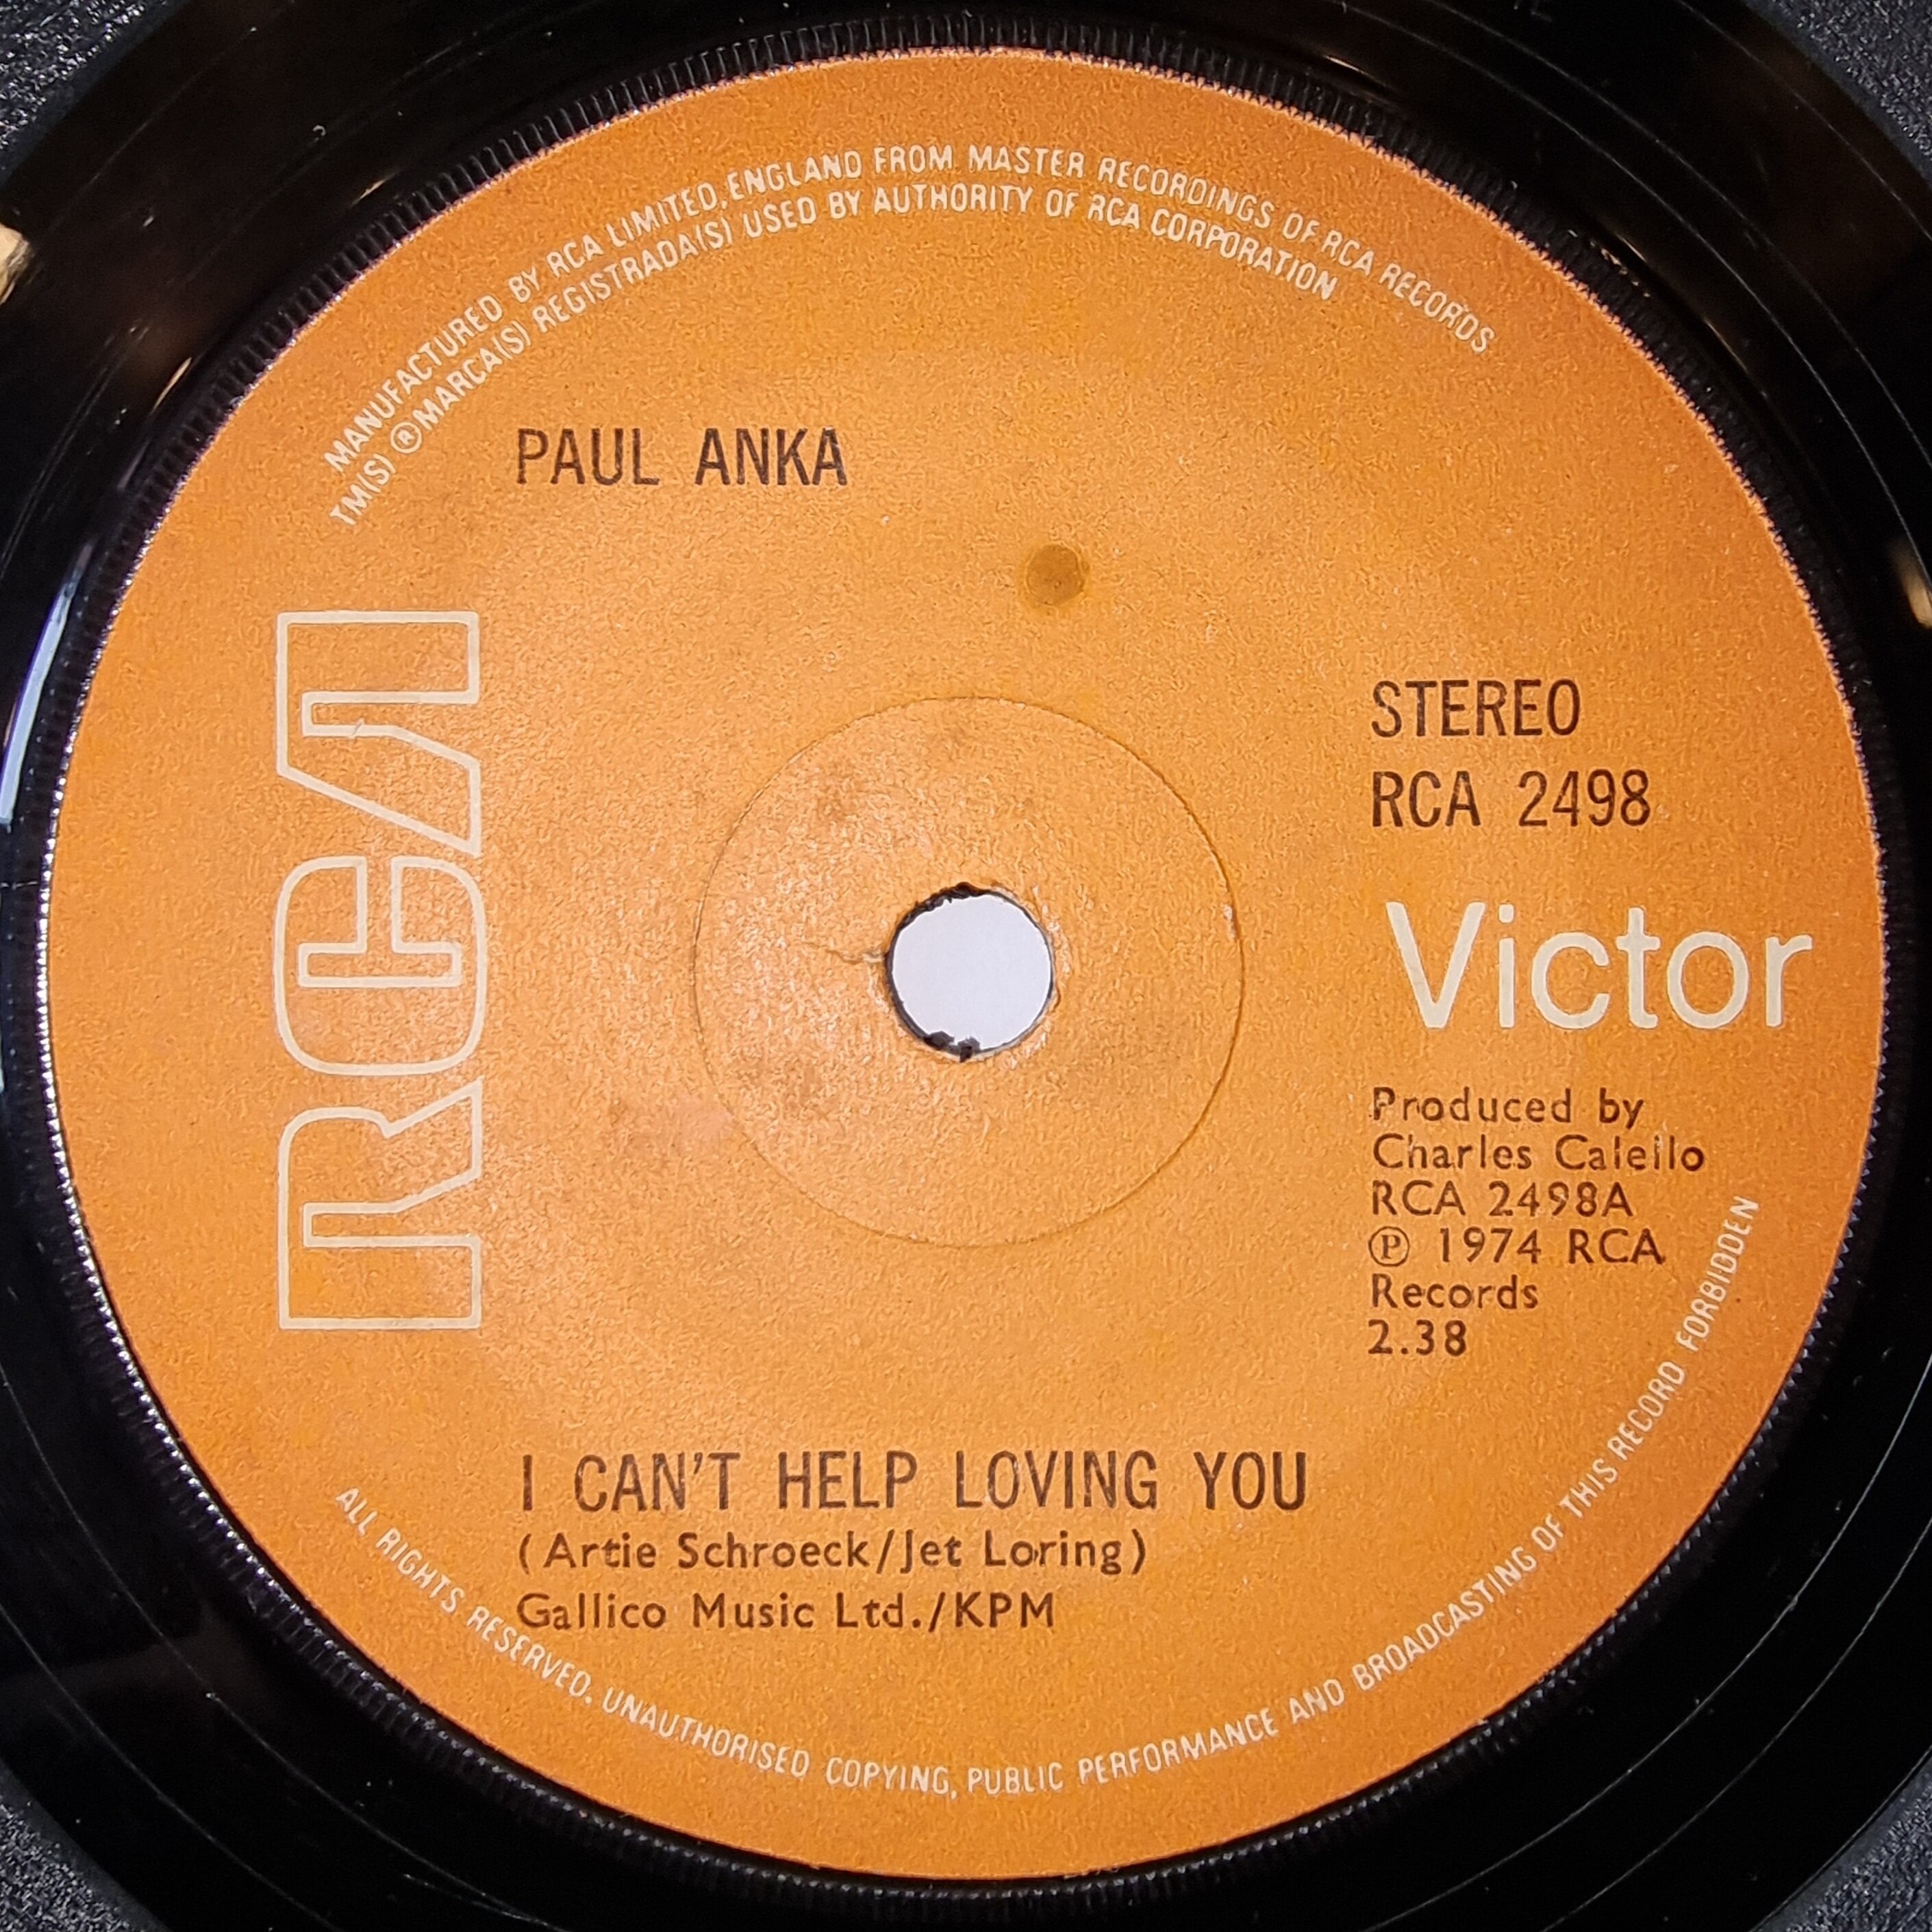 MANUFACTURED BY RCA LIMITED, ENGLAND FROM MASTER RECORDINGS OF RCA RECORDS
TM(S) ® MARCA(S) REGISTRADA(S) USED BY AUTHORITY OF RCA CORPORATION
PAUL ANKA
RCA
STEREO
RCA 2498
Victor
Produced by
Charles Calello
RCA 2498A
℗ 1974 RCA
Records
2.38
I CAN'T HELP LOVING YOU
(Artie Schroeck/Jet Loring)
Gallico Music Ltd./KPM
ALL RIGHTS RESERVED. UNAUTHORISED COPYING, PUBLIC PERFORMANCE AND BROADCASTING OF THIS RECORD FORBIDDEN